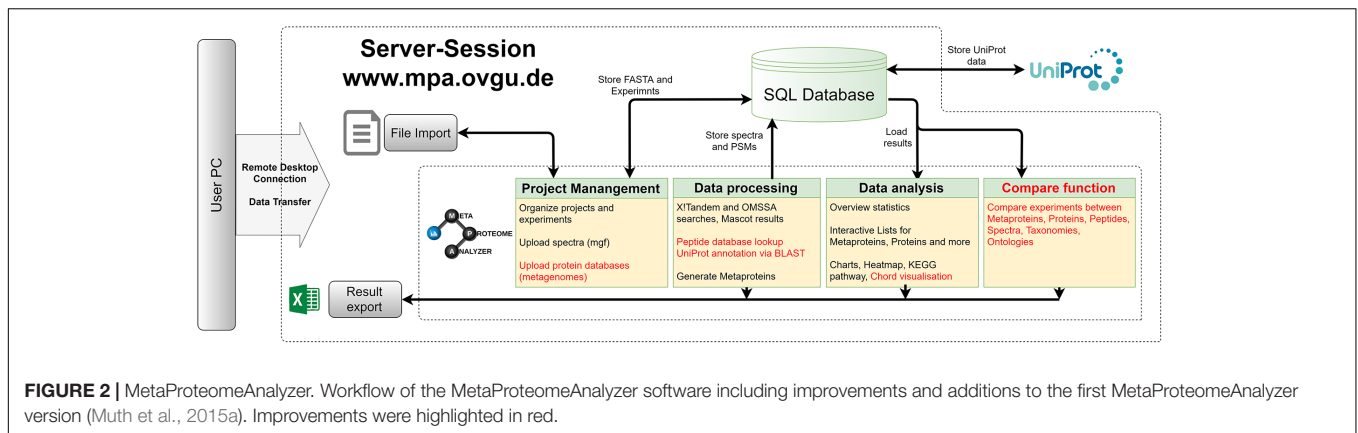 Server-Session
www.mpa.ovgu.de
User PC
Remote Desktop
Connection
Data Transfer
File Import
Store FASTA and
Experimnts
SQL Database
Store UniProt
data
UniProt
Store spectra
and PSMs
Load
results
META
PROTEOME
ANALYZER
Project Manangement
Organize projects and
experiments
Upload spectra (mgf)
Upload protein databases
(metagenomes)
Data processing
X!Tandem and OMSSA
searches, Mascot results
Peptide database lookup
UniProt annotation via BLAST
Generate Metaproteins
Data analysis
Overview statistics
Interactive Lists for
Metaproteins, Proteins and more
Charts, Heatmap, KEGG
pathway, Chord visualisation
Compare function
Compare experiments between
Metaproteins, Proteins, Peptides,
Spectra, Taxonomies,
Ontologies
X
Result
export
FIGURE 2 | MetaProteomeAnalyzer. Workflow of the MetaProteomeAnalyzer software including improvements and additions to the first MetaProteomeAnalyzer
version (Muth et al., 2015a). Improvements were highlighted in red.